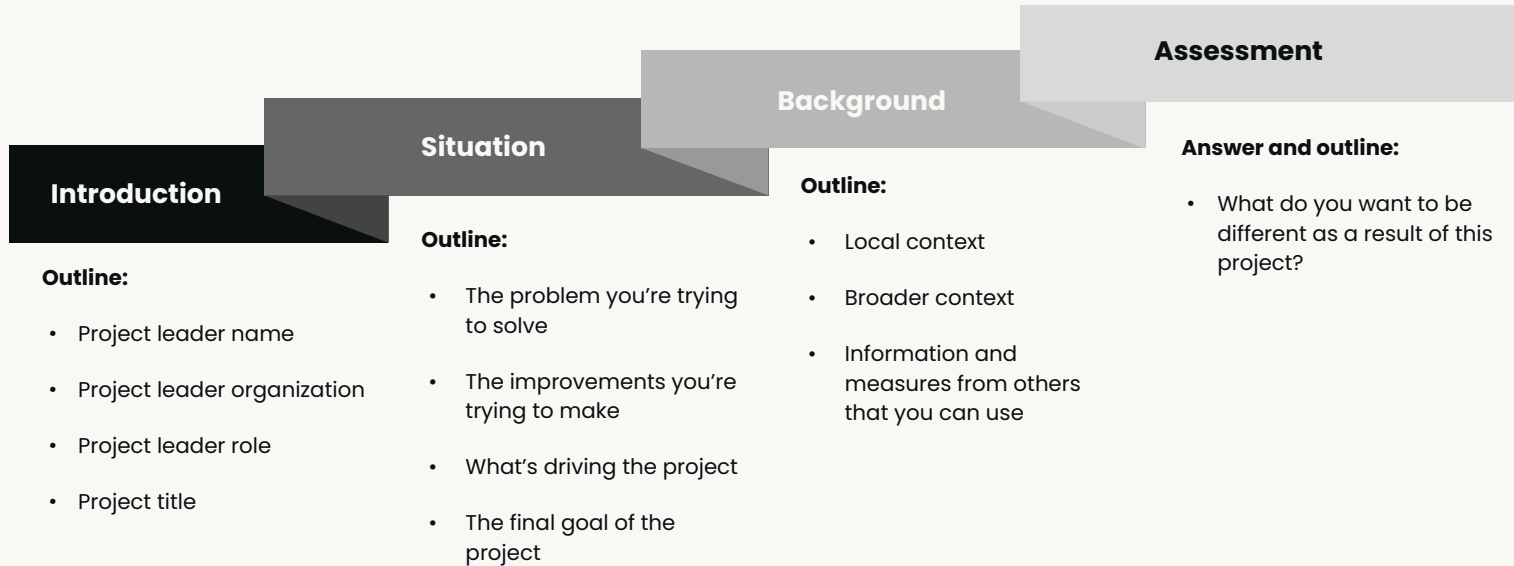 Introduction
Outline:
• Project leader name
• Project leader organization
• Project leader role
• Project title
Situation
Outline:
• The problem you’re trying
to solve
• The improvements you’re
trying to make
• What’s driving the project
• The final goal of the
project
Background
Outline:
• Local context
• Broader context
• Information and
measures from others
that you can use
Assessment
Answer and outline:
• What do you want to be
different as a result of this
project?